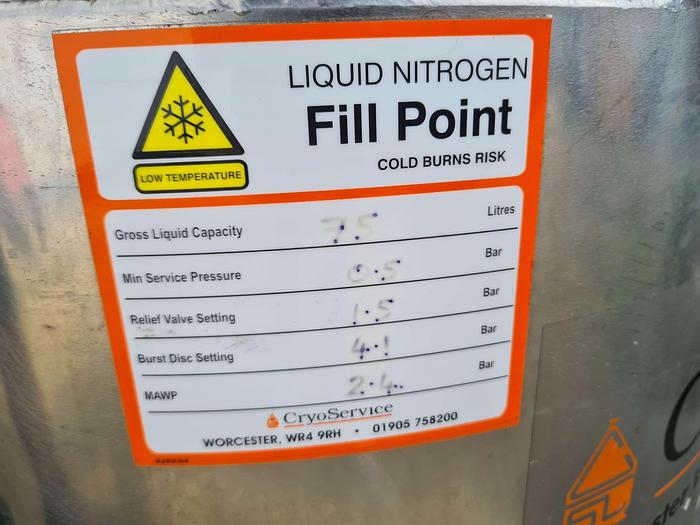 LIQUID NITROGEN
Fill Point
COLD BURNS RISK
LOW TEMPERATURE
Gross Liquid Capacity 75 Litres
Min Service Pressure 0.5 Bar
Relief Valve Setting 1.5 Bar
Burst Disc Setting 4.1 Bar
MAWP 2.4 Bar
CryoService
WORCESTER, WR4 9RH • 01905 758200